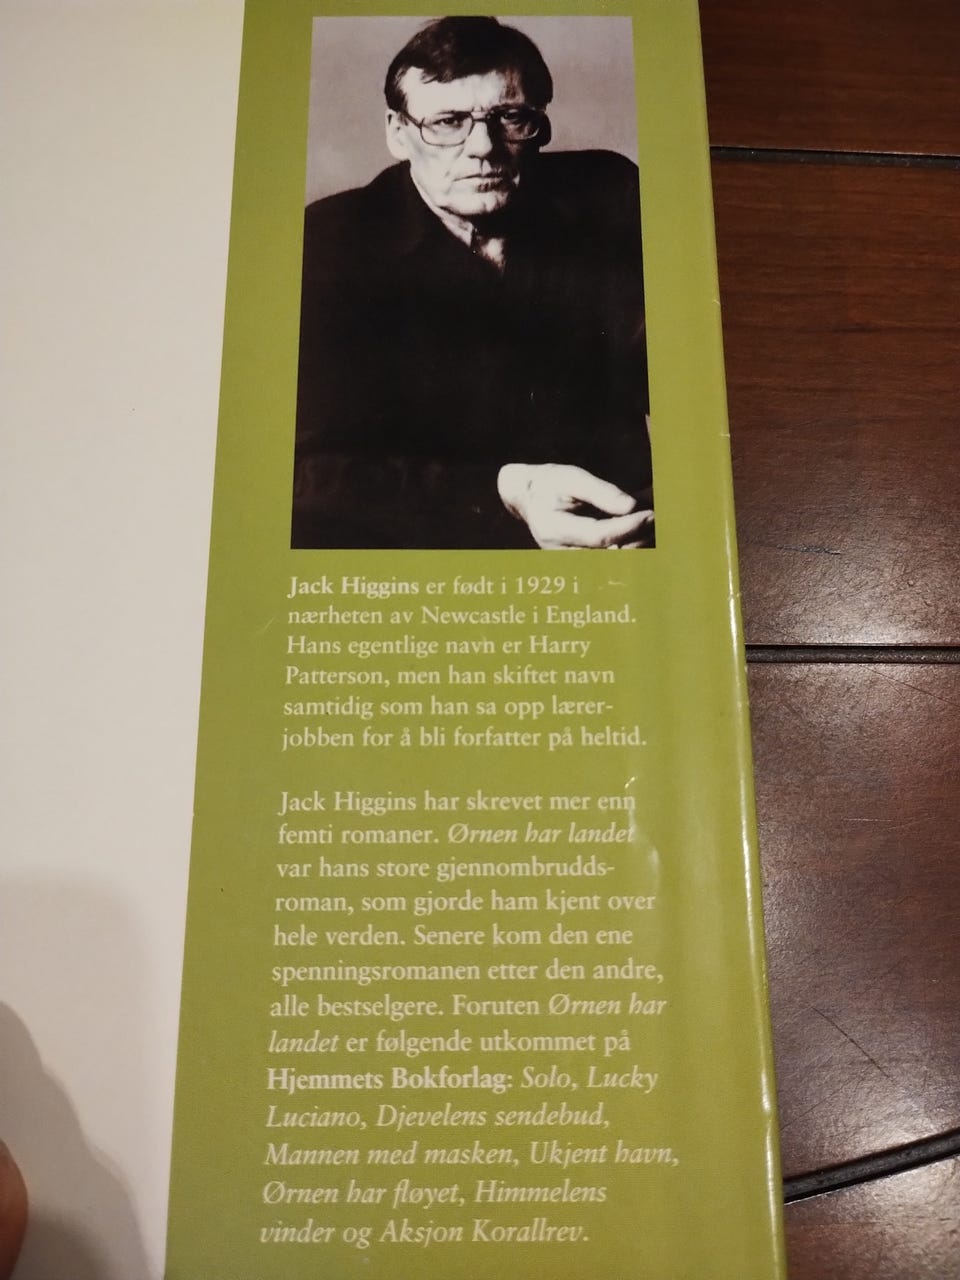 Jack Higgins er født i 1929 i
nærheten av Newcastle i England.
Hans egentlige navn er Harry
Patterson, men han skiftet navn
samtidig som han sa opp lærer-
jobben for å bli forfatter på heltid.
Jack Higgins har skrevet mer enn
femti romaner. Ørnen har landet
var hans store gjennombrudds-
roman, som gjorde ham kjent over
hele verden. Senere kom den ene
spenningsromanen etter den andre,
alle bestselgere. Foruten Ørnen har
landet er følgende utkommet på
Hjemmets Bokforlag: Solo, Lucky
Luciano, Djevelens sendebud,
Mannen med masken, Ukjent havn,
Ørnen har fløyet, Himmelens
vinder og Aksjon Korallrev.